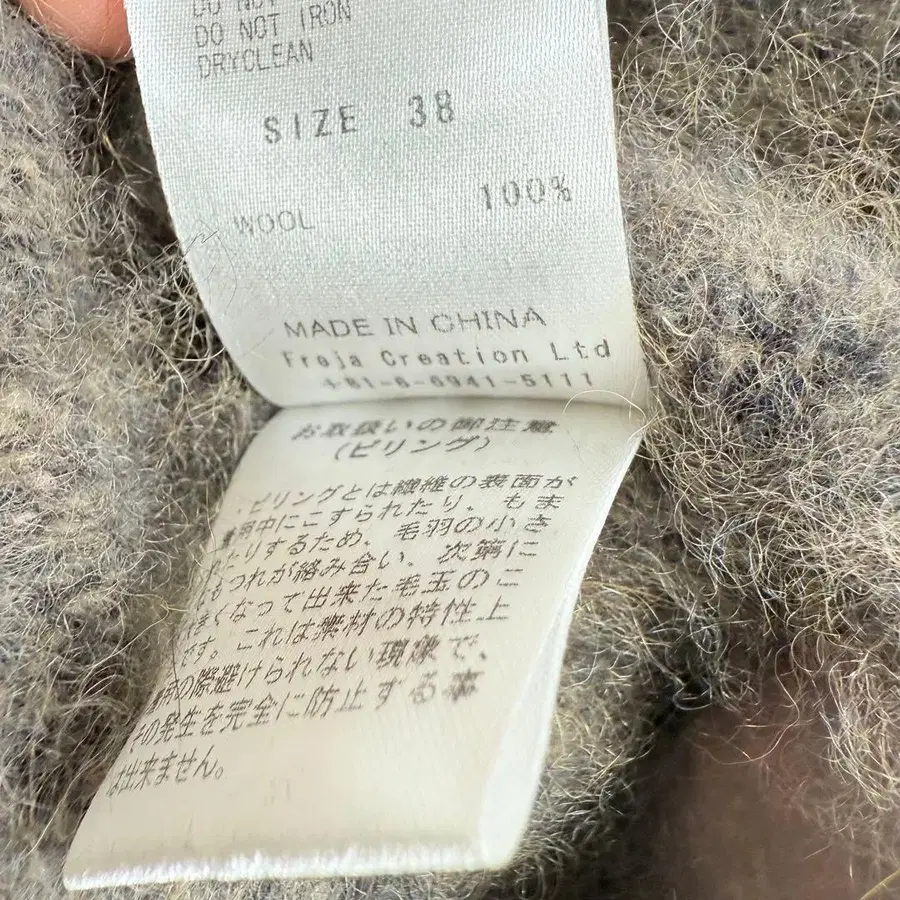 DO NOT
DO NOT IRON
DRYCLEAN
SIZE 38
WOOL 100%
MADE IN CHINA
Freja Creation Ltd
+81-6-6941-5111
お取扱いの御注意
(ピリング)
ピリングとは繊維の表面が
着用中にこすられたり、もま
れたりするため、毛羽の小さ
なもつれが絡み合い、次第に
くなって出来た毛玉のこ
です。これは素材の特性上
着用の際避けられない現像で、
その発生を完全に防止する事
は出来ません。